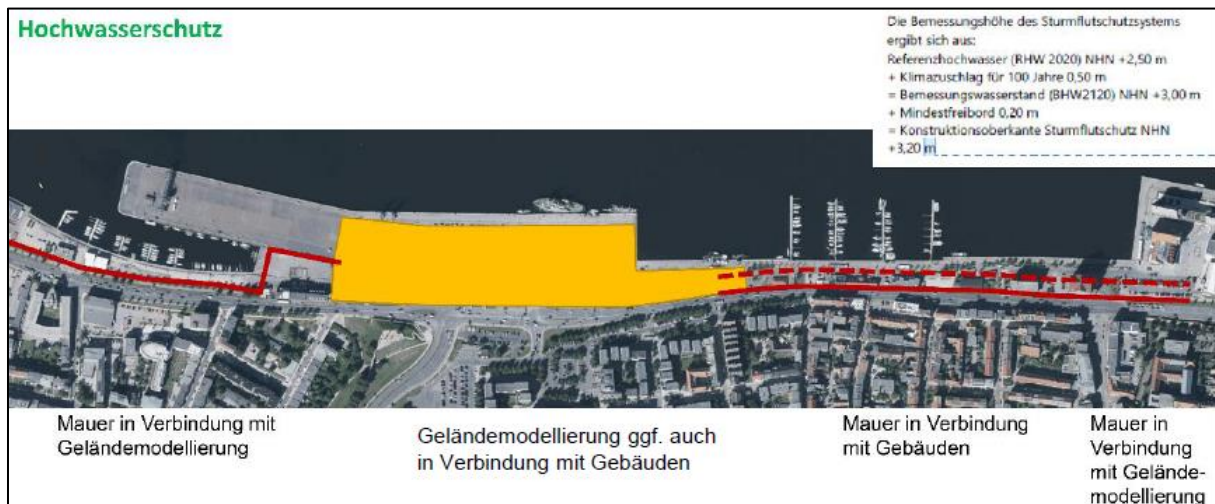 Hochwasserschutz
Die Bemessungshöhe des Sturmflutschutzsystems
ergibt sich aus:
Referenzhochwasser (RHW 2020) NHN +2,50 m
+ Klimazuschlag für 100 Jahre 0,50 m
= Bemessungswasserstand (BHW2120) NHN +3,00 m
+ Mindestfreibord 0,20 m
= Konstruktionsoberkante Sturmflutschutz NHN
+3,20 m
Mauer in Verbindung mit
Geländemodellierung
Geländemodellierung ggf. auch
in Verbindung mit Gebäuden
Mauer in Verbindung
mit Gebäuden
Mauer in
Verbindung
mit Gelände-
modellierung